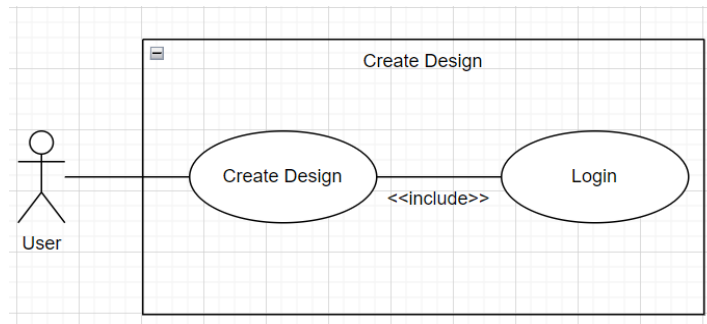 Create Design
Create Design
Login
<<include>>
User